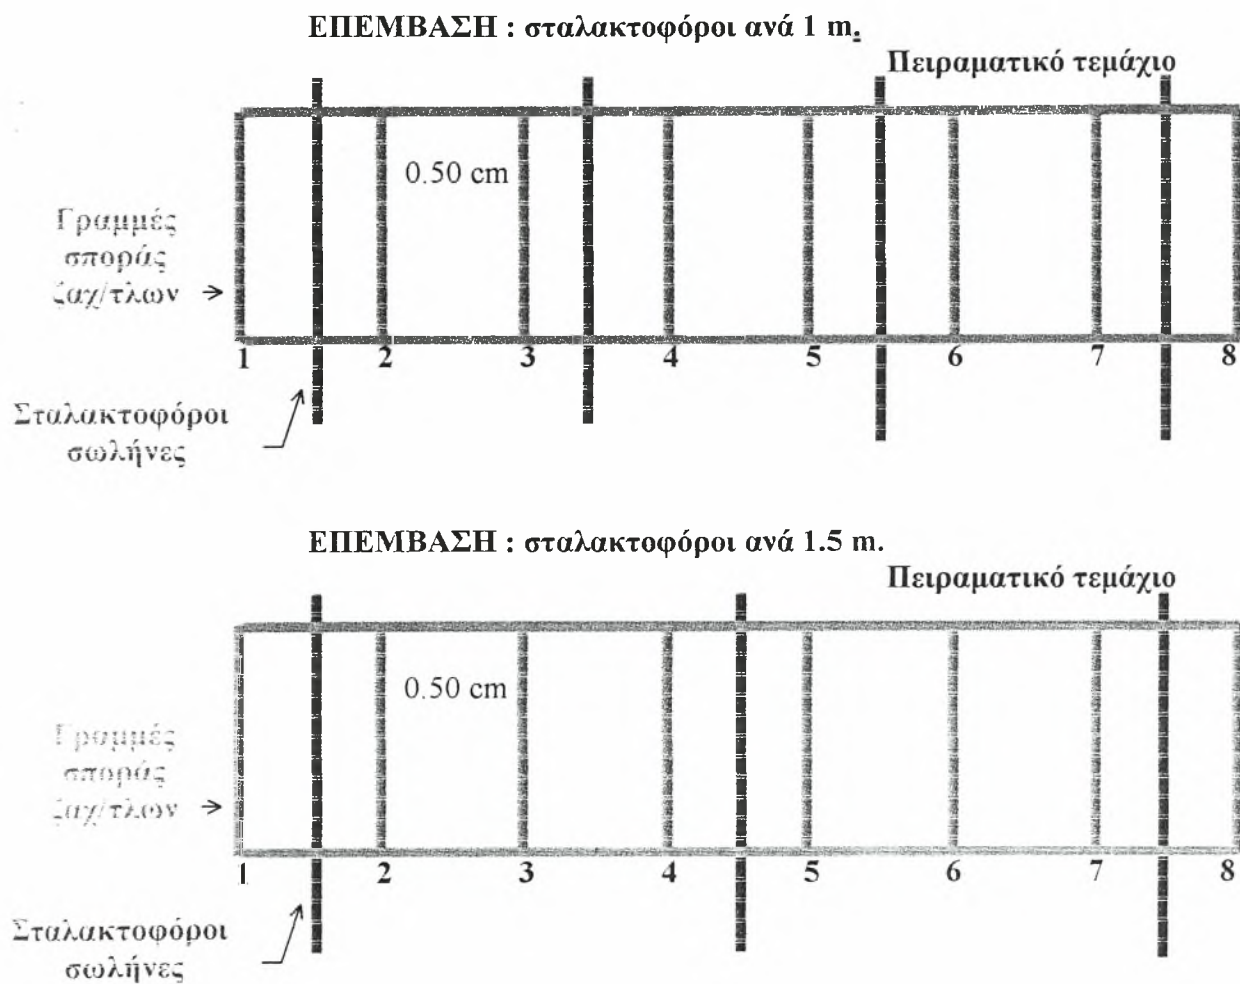 ΕΠΕΜΒΑΣΗ : σταλακτοφόροι ανά 1 m.
Πειραματικό τεμάχιο
0.50 cm
Γραμμές
σποράς
ζαχ/τλων
1 2 3 4 5 6 7 8
Σταλακτοφόροι
σωλήνες
ΕΠΕΜΒΑΣΗ : σταλακτοφόροι ανά 1.5 m.
Πειραματικό τεμάχιο
0.50 cm
Γραμμές
σποράς
ζαχ/τλων
1 2 3 4 5 6 7 8
Σταλακτοφόροι
σωλήνες